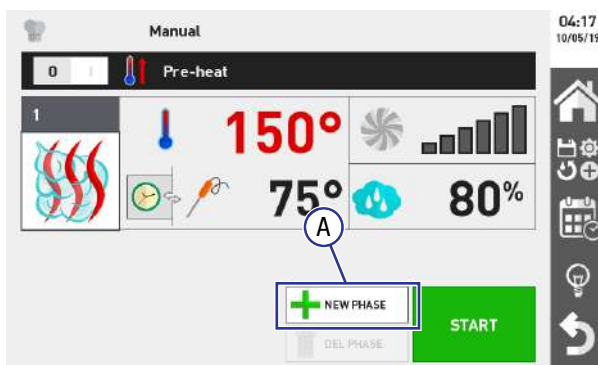 Manual
04:17
10/05/19
0 I Pre-heat
1
150°
75° 80%
A
NEW PHASE
DEL PHASE
START